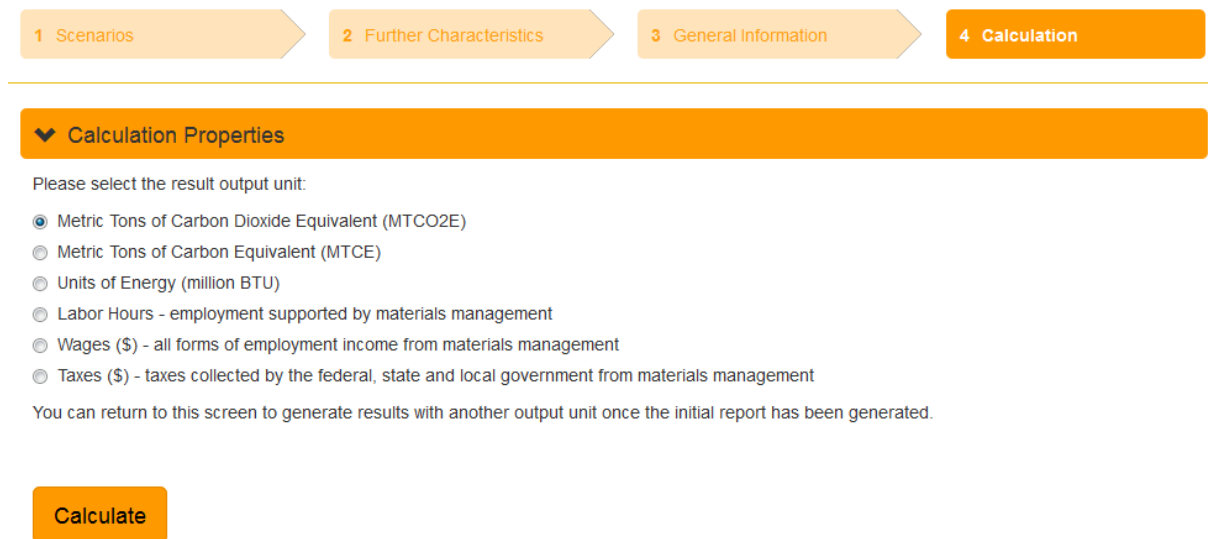 1 Scenarios
2 Further Characteristics
3 General Information
4 Calculation
Calculation Properties
Please select the result output unit:
Metric Tons of Carbon Dioxide Equivalent (MTCO2E)
Metric Tons of Carbon Equivalent (MTCE)
Units of Energy (million BTU)
Labor Hours - employment supported by materials management
Wages ($) - all forms of employment income from materials management
Taxes ($) - taxes collected by the federal, state and local government from materials management
You can return to this screen to generate results with another output unit once the initial report has been generated.
Calculate